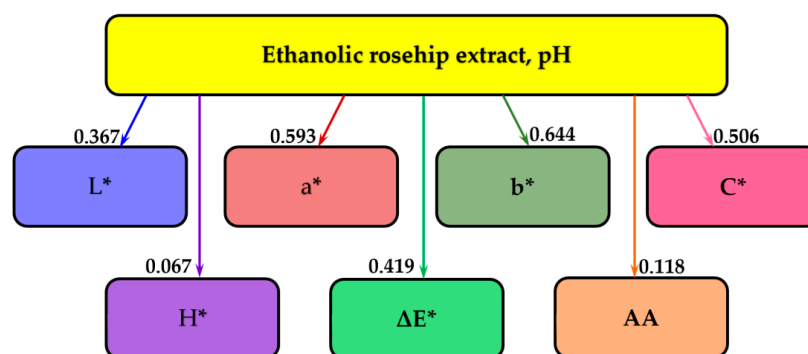 Ethanolic rosehip extract, pH
0.367
0.593
0.644
0.506
L*
a*
b*
C*
0.067
0.419
0.118
H*
ΔE*
AA